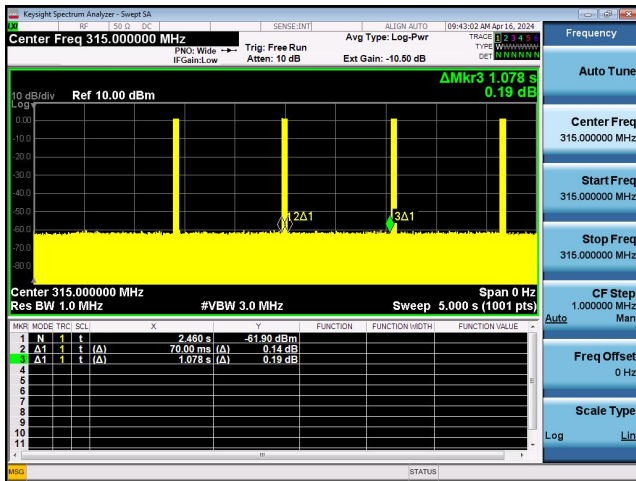 Keysight Spectrum Analyzer - Swept SA
RF 50 Ω DC SENSE:INT ALIGN AUTO 09:43:02 AM Apr 16, 2024
Center Freq 315.000000 MHz
PNO: Wide
IFGain:Low
Trig: Free Run
Atten: 10 dB
Avg Type: Log-Pwr
Ext Gain: -10.50 dB
TRACE 1 2 3 4 5 6
TYPE WWWWWW
DET N N N N N N
ΔMkr3 1.078 s
0.19 dB
10 dB/div Ref 10.00 dBm
Log
0.00
-10.0
-20.0
-30.0
-40.0
-50.0
-60.0
-70.0
-80.0
2Δ1
3Δ1
Center 315.000000 MHz Span 0 Hz
Res BW 1.0 MHz #VBW 3.0 MHz Sweep 5.000 s (1001 pts)
MKR MODE TRC SCL X Y FUNCTION FUNCTION WIDTH FUNCTION VALUE
1 N 1 t 2.460 s -61.90 dBm
2 Δ1 1 t (Δ) 70.00 ms (Δ) 0.14 dB
3 Δ1 1 t (Δ) 1.078 s (Δ) 0.19 dB
4
5
6
7
8
9
10
11
MSG STATUS
Frequency
Auto Tune
Center Freq
315.000000 MHz
Start Freq
315.000000 MHz
Stop Freq
315.000000 MHz
CF Step
1.000000 MHz
Auto Man
Freq Offset
0 Hz
Scale Type
Log Lin